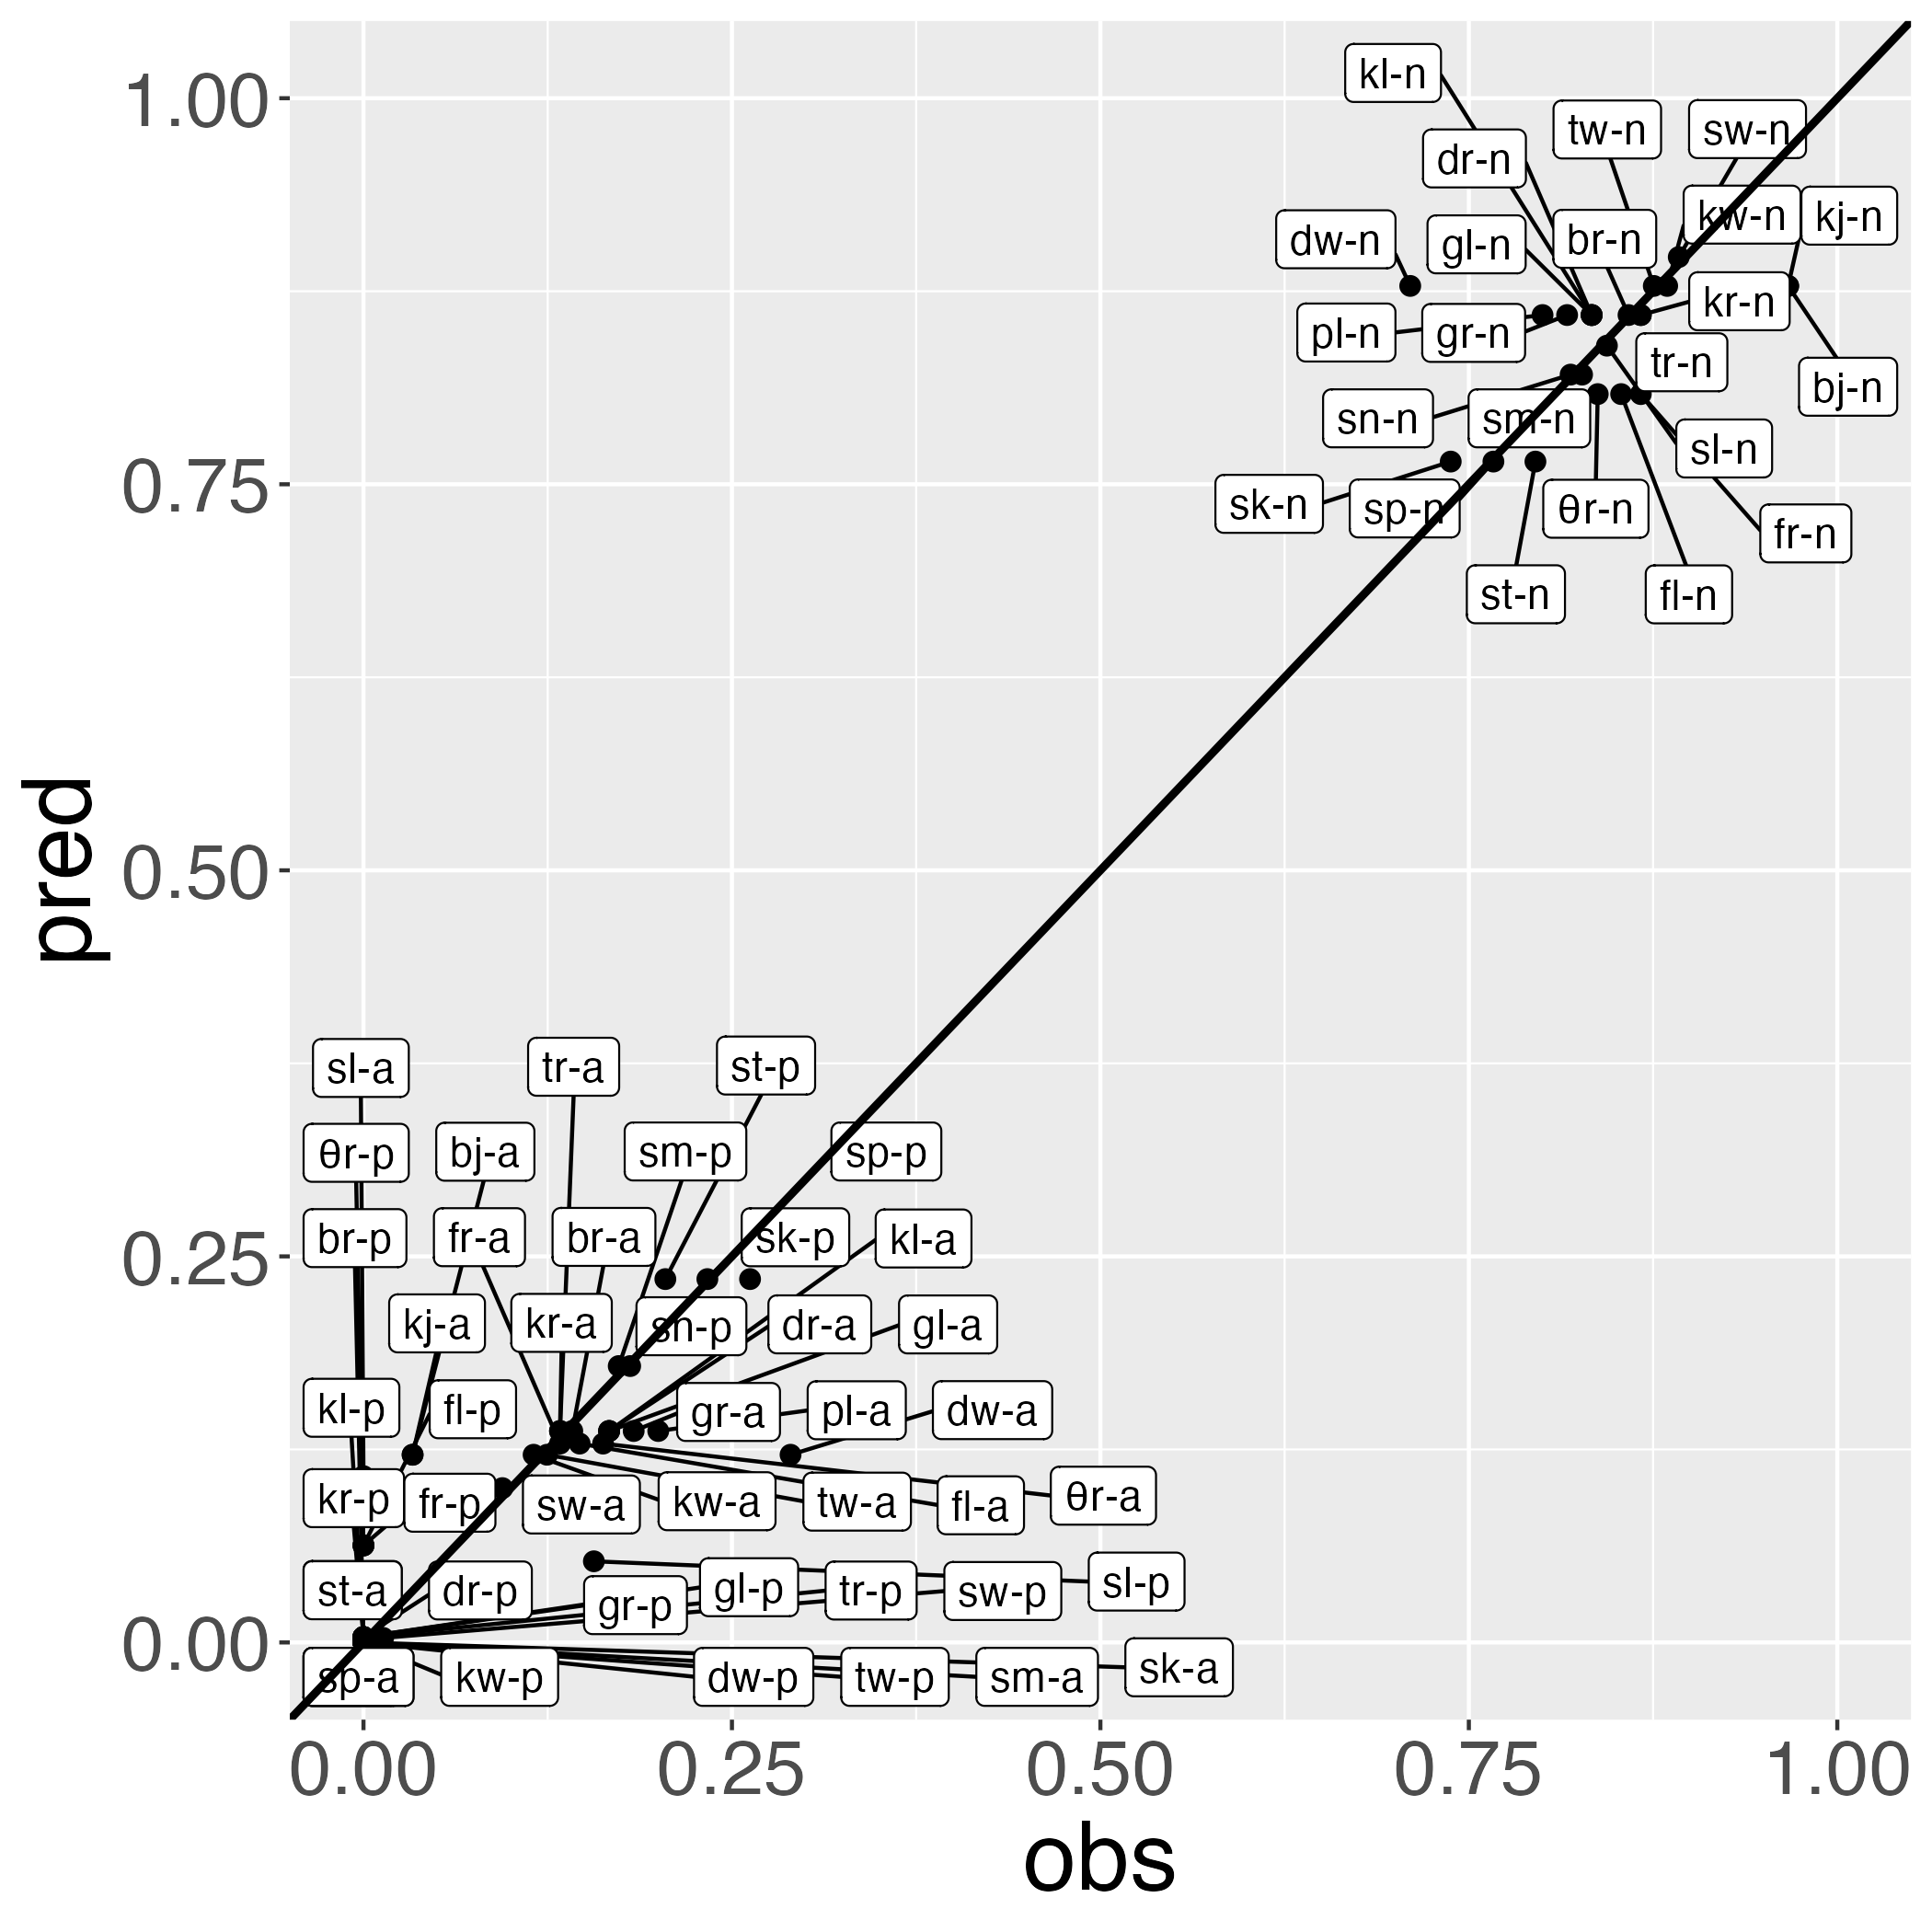 kl-n
1.00
tw-n
sw-n
dr-n
kw-n
kj-n
dw-n
gl-n
br-n
kr-n
pl-n
gr-n
tr-n
bj-n
sn-n
sm-n
sl-n
0.75
sk-n
sp-n
θr-n
fr-n
st-n
fl-n
pred
0.50
sl-a
tr-a
st-p
θr-p
bj-a
sm-p
sp-p
br-p
fr-a
br-a
sk-p
kl-a
0.25
kj-a
kr-a
sn-p
dr-a
gl-a
kl-p
fl-p
gr-a
pl-a
dw-a
kr-p
fr-p
sw-a
kw-a
tw-a
fl-a
θr-a
st-a
dr-p
gr-p
gl-p
tr-p
sw-p
sl-p
0.00
sp-a
kw-p
dw-p
tw-p
sm-a
sk-a
0.00
0.25
0.50
0.75
1.00
obs